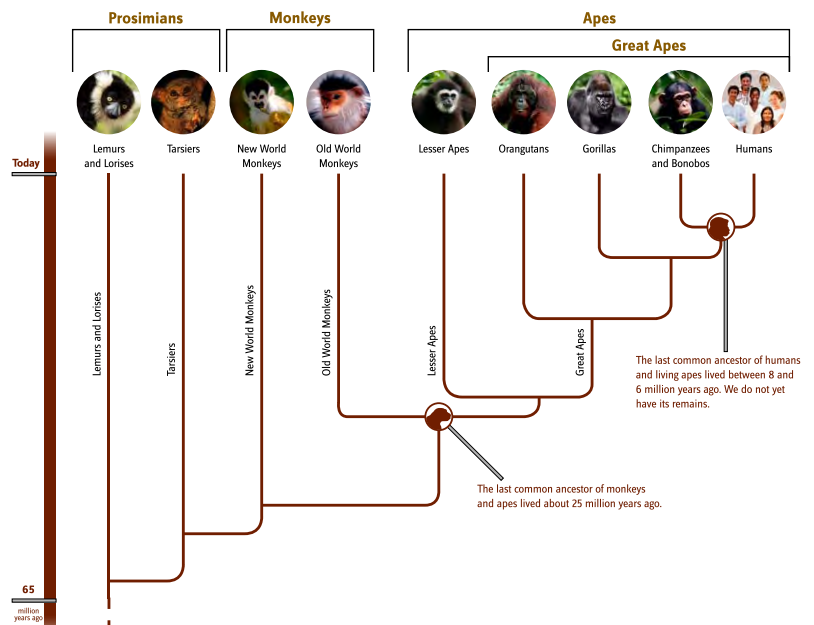 Prosimians
Monkeys
Apes
Great Apes
Lemurs
and Lorises
Tarsiers
New World
Monkeys
Old World
Monkeys
Lesser Apes
Orangutans
Gorillas
Chimpanzees
and Bonobos
Humans
Today
Lemurs and Lorises
Tarsiers
New World Monkeys
Old World Monkeys
Lesser Apes
Great Apes
The last common ancestor of humans
and living apes lived between 8 and
6 million years ago. We do not yet
have its remains.
The last common ancestor of monkeys
and apes lived about 25 million years ago.
65
million
years ago